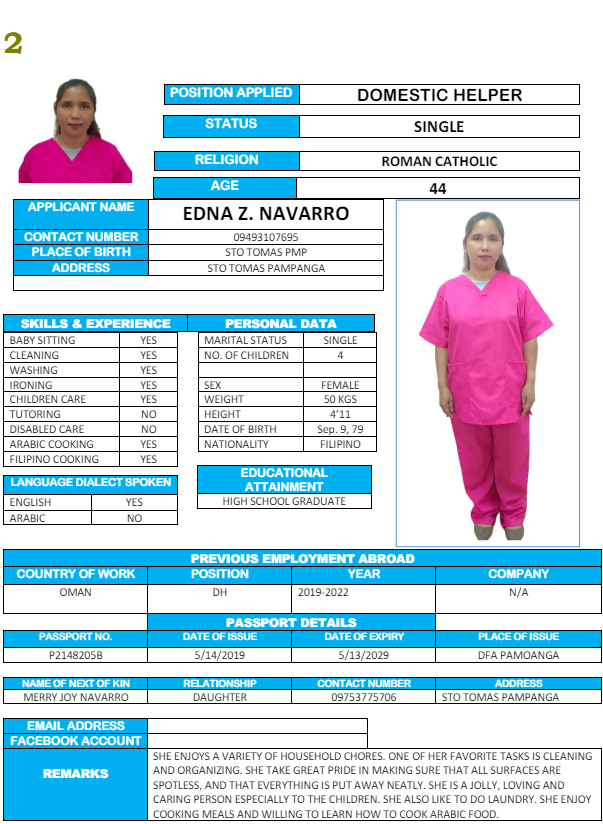 2
POSITION APPLIED DOMESTIC HELPER
STATUS SINGLE
RELIGION ROMAN CATHOLIC
AGE 44
APPLICANT NAME EDNA Z. NAVARRO
CONTACT NUMBER 09493107695
PLACE OF BIRTH STO TOMAS PMP
ADDRESS STO TOMAS PAMPANGA
SKILLS & EXPERIENCE PERSONAL DATA
BABY SITTING YES MARITAL STATUS SINGLE
CLEANING YES NO. OF CHILDREN 4
WASHING YES
IRONING YES SEX FEMALE
CHILDREN CARE YES WEIGHT 50 KGS
TUTORING NO HEIGHT 4'11
DISABLED CARE NO DATE OF BIRTH Sep. 9, 79
ARABIC COOKING YES NATIONALITY FILIPINO
FILIPINO COOKING YES
EDUCATIONAL
ATTAINMENT
HIGH SCHOOL GRADUATE
LANGUAGE DIALECT SPOKEN
ENGLISH YES
ARABIC NO
PREVIOUS EMPLOYMENT ABROAD
COUNTRY OF WORK POSITION YEAR COMPANY
OMAN DH 2019-2022 N/A
PASSPORT DETAILS
PASSPORT NO. DATE OF ISSUE DATE OF EXPIRY PLACE OF ISSUE
P2148205B 5/14/2019 5/13/2029 DFA PAMOANGA
NAME OF NEXT OF KIN RELATIONSHIP CONTACT NUMBER ADDRESS
MERRY JOY NAVARRO DAUGHTER 09753775706 STO TOMAS PAMPANGA
EMAIL ADDRESS
FACEBOOK ACCOUNT
REMARKS
SHE ENJOYS A VARIETY OF HOUSEHOLD CHORES. ONE OF HER FAVORITE TASKS IS CLEANING
AND ORGANIZING. SHE TAKE GREAT PRIDE IN MAKING SURE THAT ALL SURFACES ARE
SPOTLESS, AND THAT EVERYTHING IS PUT AWAY NEATLY. SHE IS A JOLLY, LOVING AND
CARING PERSON ESPECIALLY TO THE CHILDREN. SHE ALSO LIKE TO DO LAUNDRY. SHE ENJOY
COOKING MEALS AND WILLING TO LEARN HOW TO COOK ARABIC FOOD.